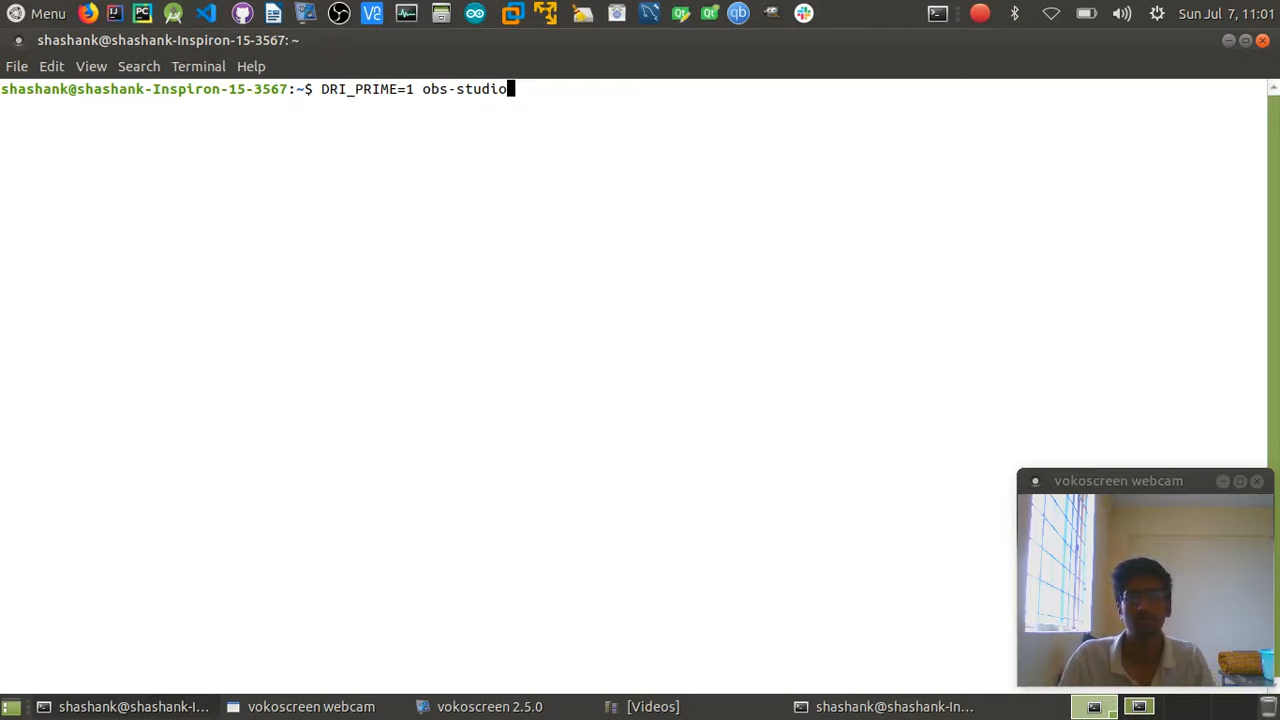 Menu
Sun Jul 7, 11:01
shashank@shashank-Inspiron-15-3567: ~
File Edit View Search Terminal Help
shashank@shashank-Inspiron-15-3567:~$ DRI_PRIME=1 obs-studio
vokoscreen webcam
shashank@shashank-I... vokoscreen webcam vokoscreen 2.5.0 [Videos] shashank@shashank-In...